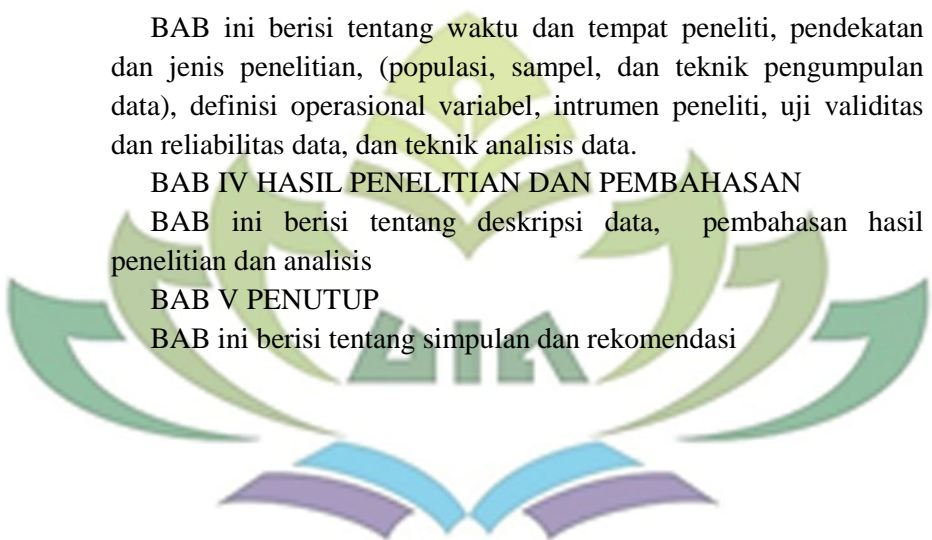 BAB ini berisi tentang waktu dan tempat peneliti, pendekatan
dan jenis penelitian, (populasi, sampel, dan teknik pengumpulan
data), definisi operasional variabel, intrumen peneliti, uji validitas
dan reliabilitas data, dan teknik analisis data.
BAB IV HASIL PENELITIAN DAN PEMBAHASAN
BAB ini berisi tentang deskripsi data, pembahasan hasil
penelitian dan analisis
BAB V PENUTUP
BAB ini berisi tentang simpulan dan rekomendasi
UIN